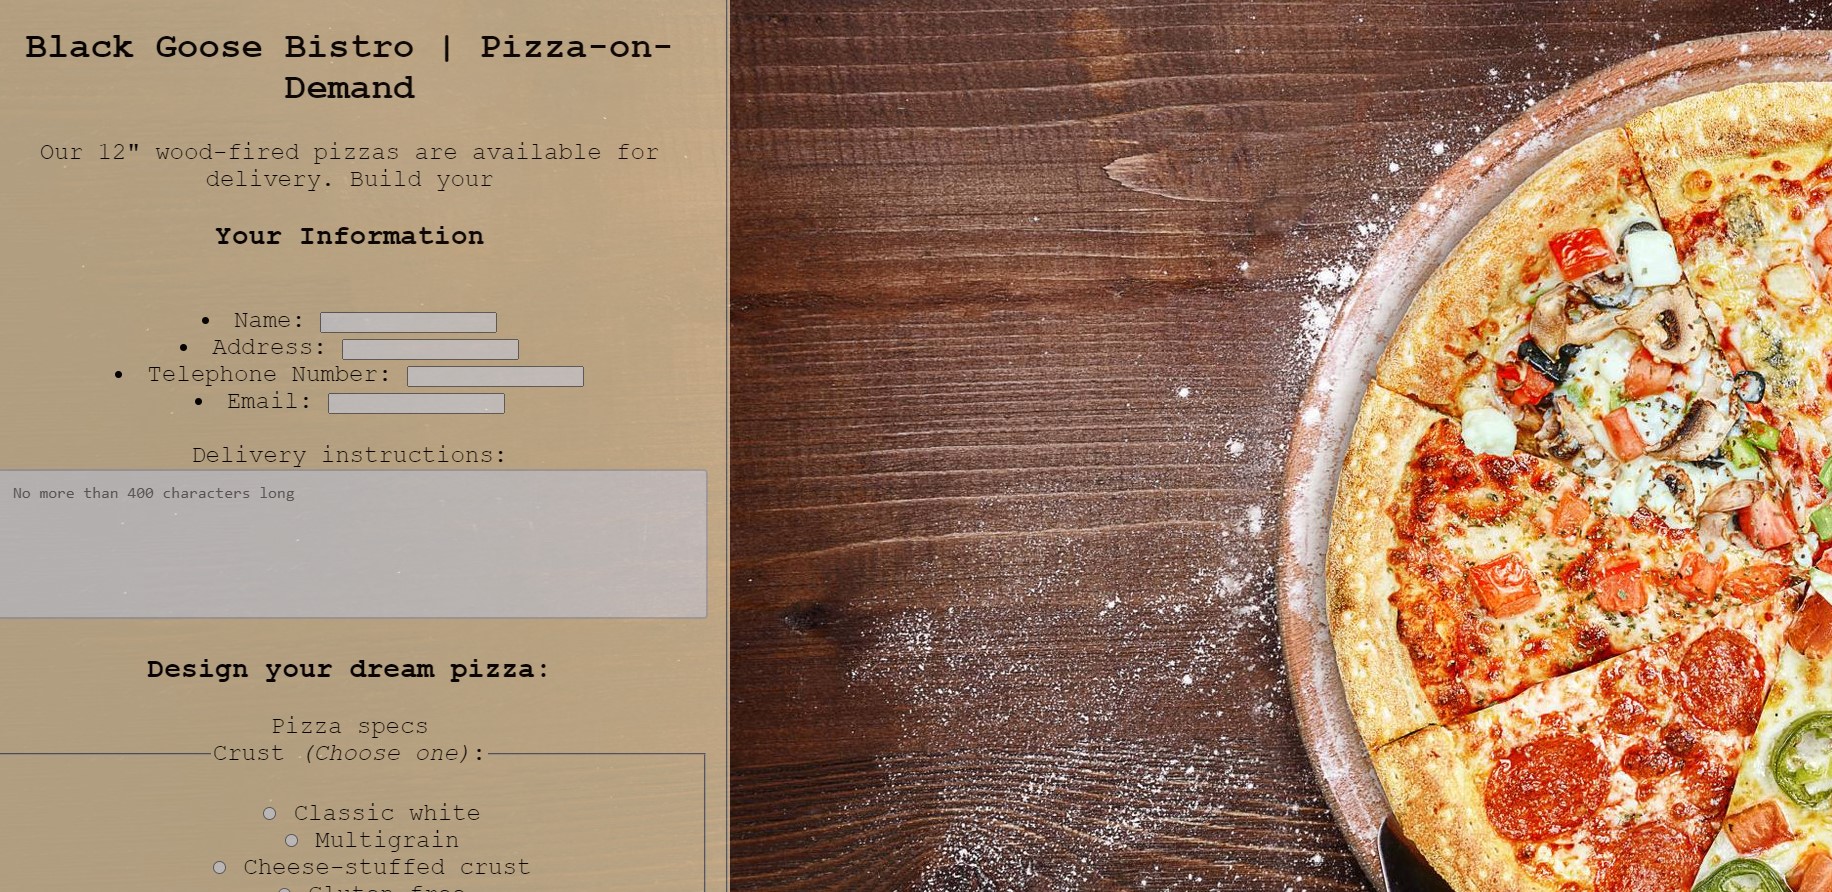 Black Goose Bistro | Pizza-on-
Demand
Our 12" wood-fired pizzas are available for
delivery. Build your
Your Information
• Name:
• Address:
• Telephone Number:
• Email:
Delivery instructions:
No more than 400 characters long
Design your dream pizza:
Pizza specs
Crust (Choose one):
Classic white
Multigrain
Cheese-stuffed crust
Gluten free